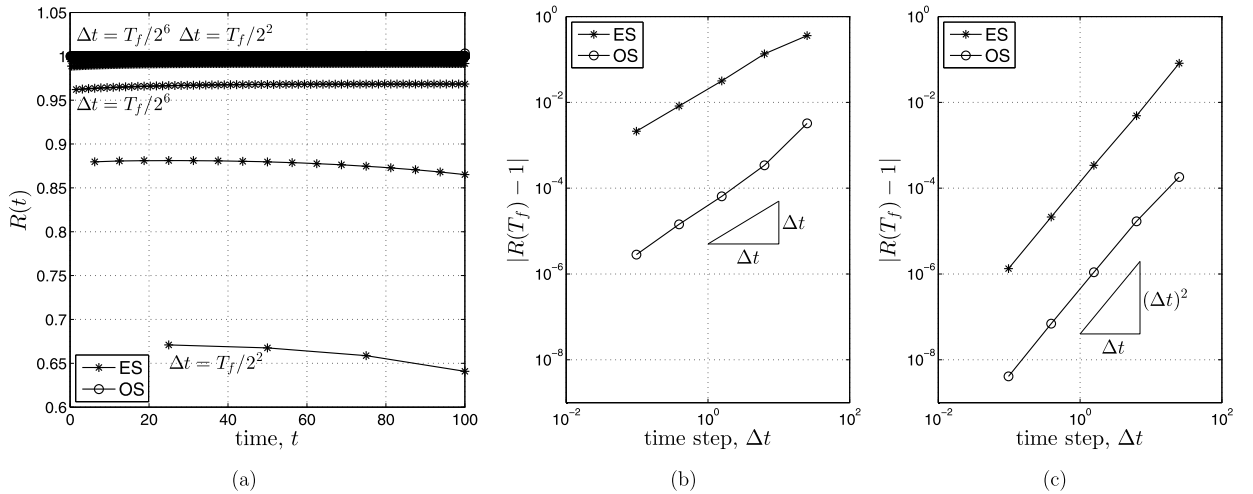 1.05
1
0.95
0.9
0.85
0.8
0.75
0.7
0.65
0.6
R(t)
Δt = T_f/2^6 Δt = T_f/2^2
Δt = T_f/2^6
Δt = T_f/2^2
ES
OS
0 20 40 60 80 100
time, t
(a)
10^0
10^−2
10^−4
10^−6
10^−8
|R(T_f) − 1|
ES
OS
Δt
Δt
10^−2 10^0 10^2
time step, Δt
(b)
10^0
10^−2
10^−4
10^−6
10^−8
|R(T_f) − 1|
ES
OS
(Δt)^2
Δt
10^−2 10^0 10^2
time step, Δt
(c)